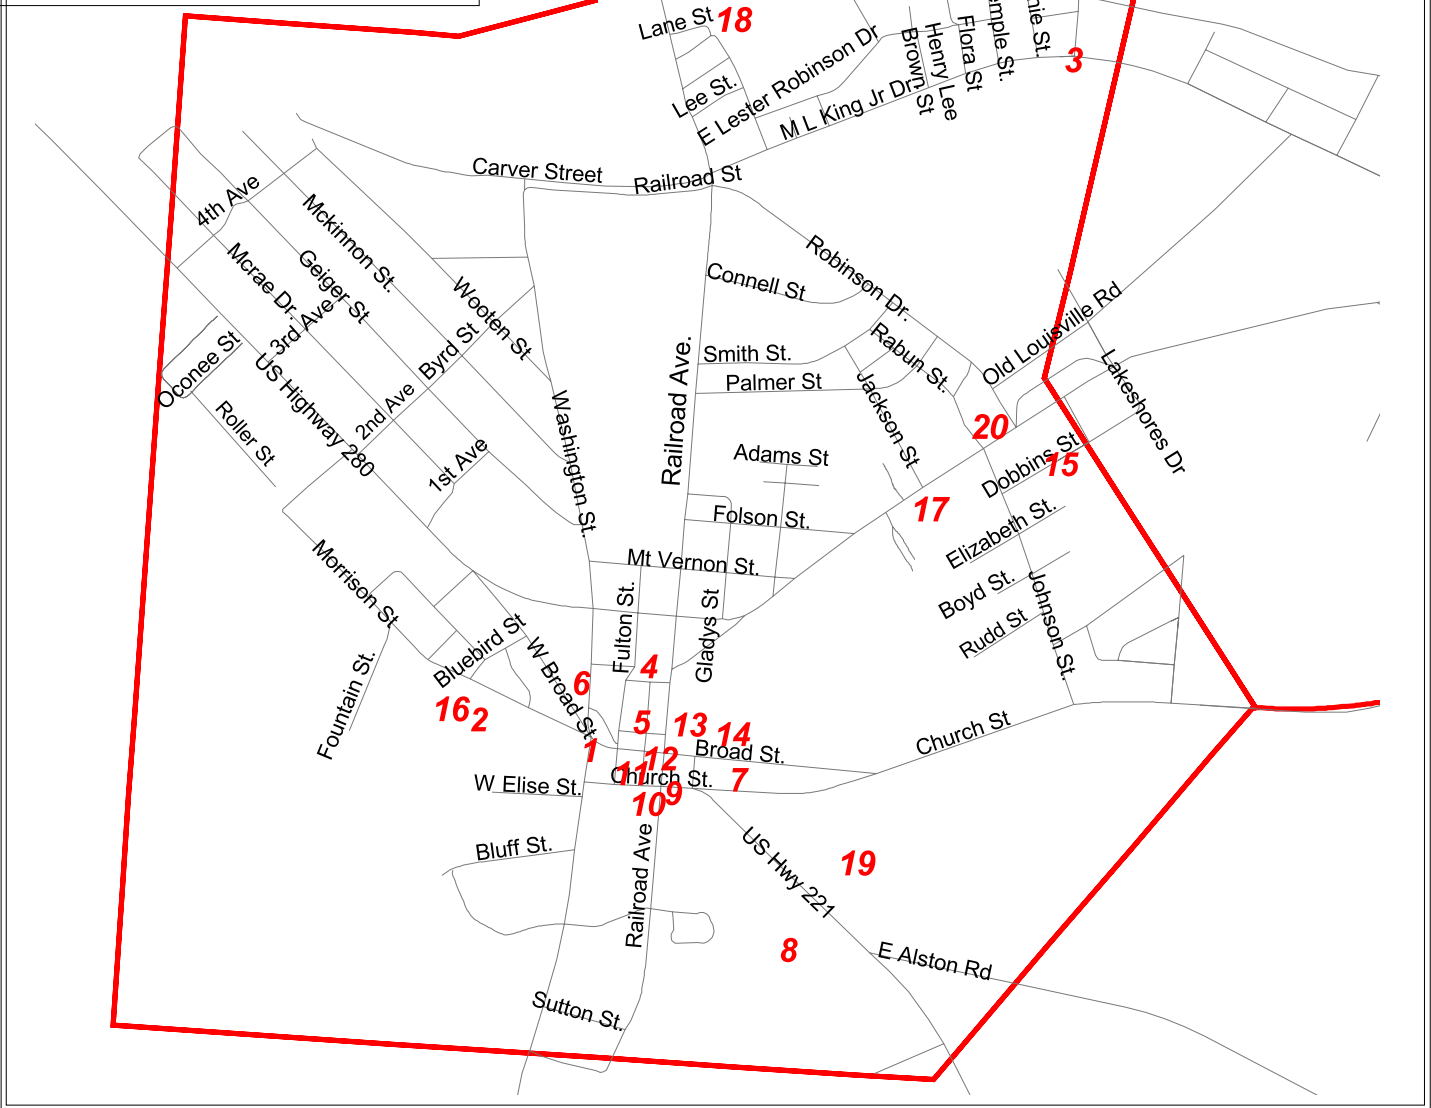 Lane St
18
emple St.
nie St.
Flora St
Henry Lee
Brown St
3
Lee St.
E Lester Robinson Dr
M L King Jr Dr.
Carver Street
Railroad St
4th Ave
Mckinnon St.
Mcrae Dr.
Geiger St
3rad Ave
Wooten St
Connell St
Robinson Dr.
Old Louisville Rd
Oconee St
US Highway 280
Byrd St
2nd Ave
Railroad Ave.
Smith St.
Palmer St
Rabun St.
Jackson St
Lakeshores Dr
Roller St
1st Ave
Washington St.
Adams St
20
Dobbins St
15
17
Folson St.
Elizabeth St.
Mt Vernon St.
Morrison St
Boyd St.
Johnson St.
Rudd St
Fulton St.
Gladys St
Bluebird St
W Broad St
Fountain St.
4
6
16
2
5
13
14
1
12
Broad St.
Church St
11
Church St.
7
W Elise St.
9
10
Bluff St.
Railroad Ave
US Hwy 221
19
8
E Alston Rd
Sutton St.